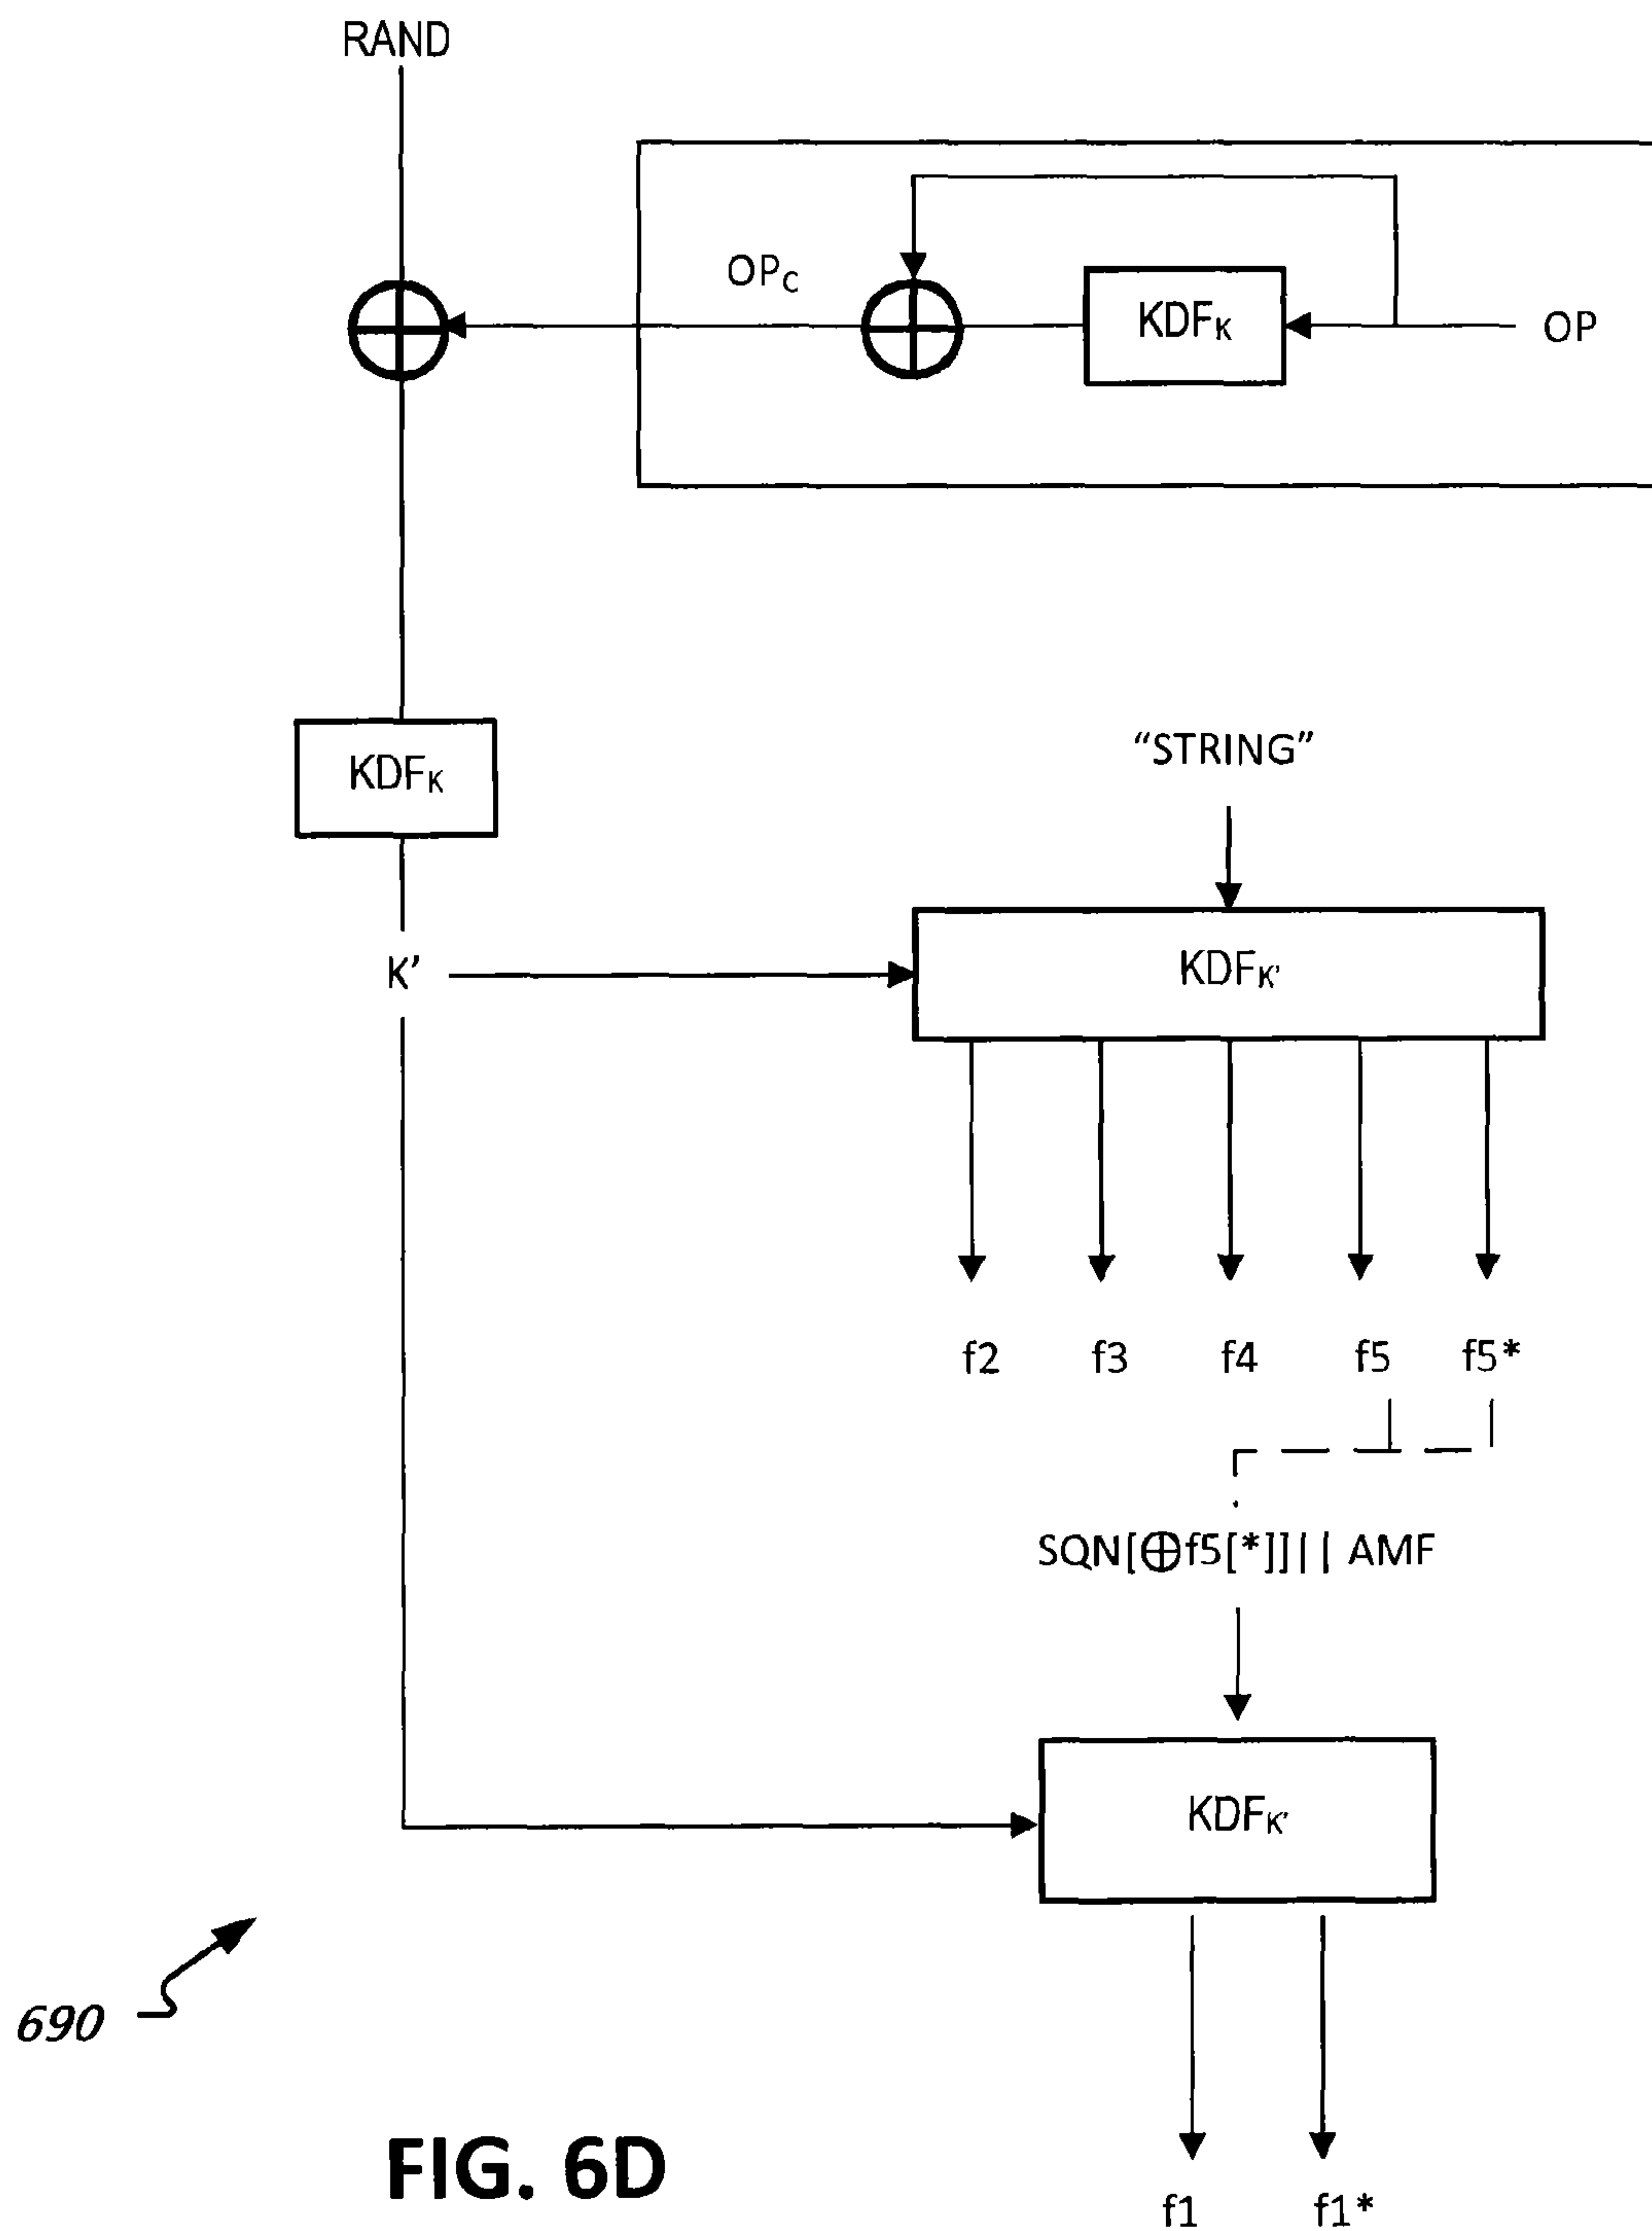 RAND
OPC
KDFK
OP
KDFK
“STRING”
K’
KDFK’
f2 f3 f4 f5 f5*
SQN[⊕f5[*]]|| AMF
KDFK’
690
FIG. 6D
f1 f1*